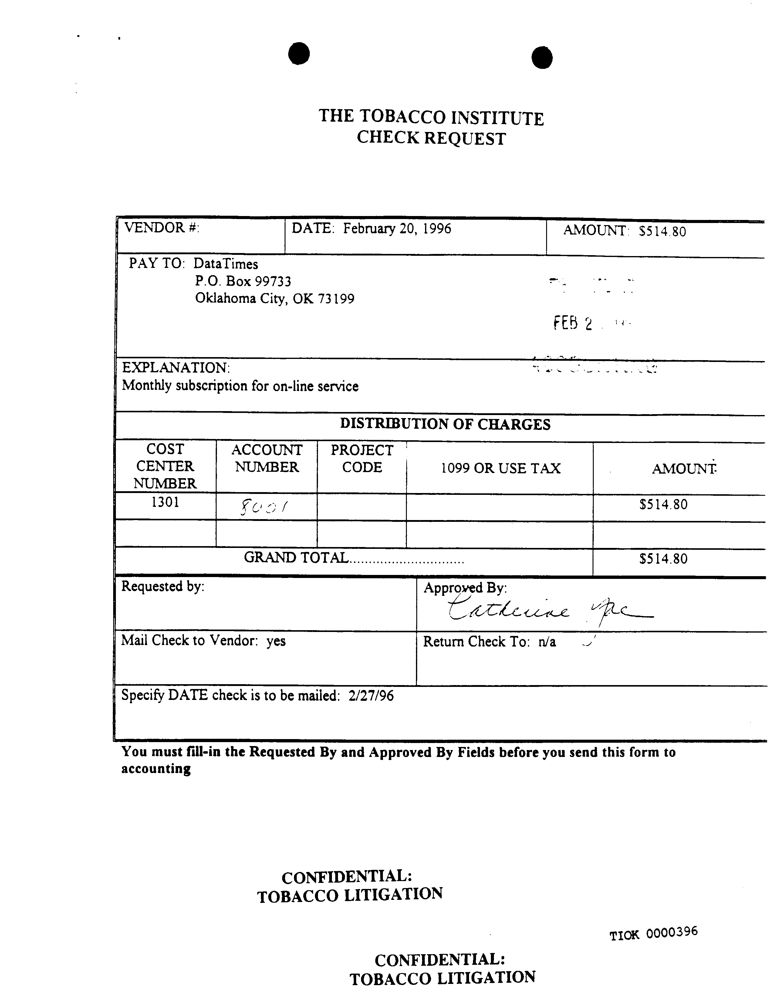 THE TOBACCO INSTITUTE
CHECK REQUEST
VENDOR #: DATE: February 20, 1996 AMOUNT: $514.80
PAY TO: DataTimes
P.O. Box 99733
Oklahoma City, OK 73199
FEB 2
EXPLANATION:
Monthly subscription for on-line service
DISTRIBUTION OF CHARGES
COST CENTER NUMBER ACCOUNT NUMBER PROJECT CODE 1099 OR USE TAX AMOUNT
1301 8001 $514.80
GRAND TOTAL.............................. $514.80
Requested by: Approved By:
Catherine
Mail Check to Vendor: yes Return Check To: n/a
Specify DATE check is to be mailed: 2/27/96
You must fill-in the Requested By and Approved By Fields before you send this form to
accounting
CONFIDENTIAL:
TOBACCO LITIGATION
TIOK 0000396
CONFIDENTIAL:
TOBACCO LITIGATION